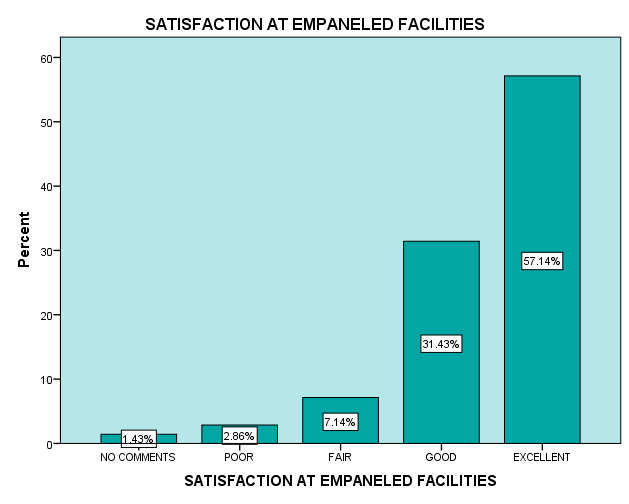 SATISFACTION AT EMPANELED FACILITIES
Percent
60
50
40
30
20
10
0
1.43%
2.86%
7.14%
31.43%
57.14%
NO COMMENTS
POOR
FAIR
GOOD
EXCELLENT
SATISFACTION AT EMPANELED FACILITIES